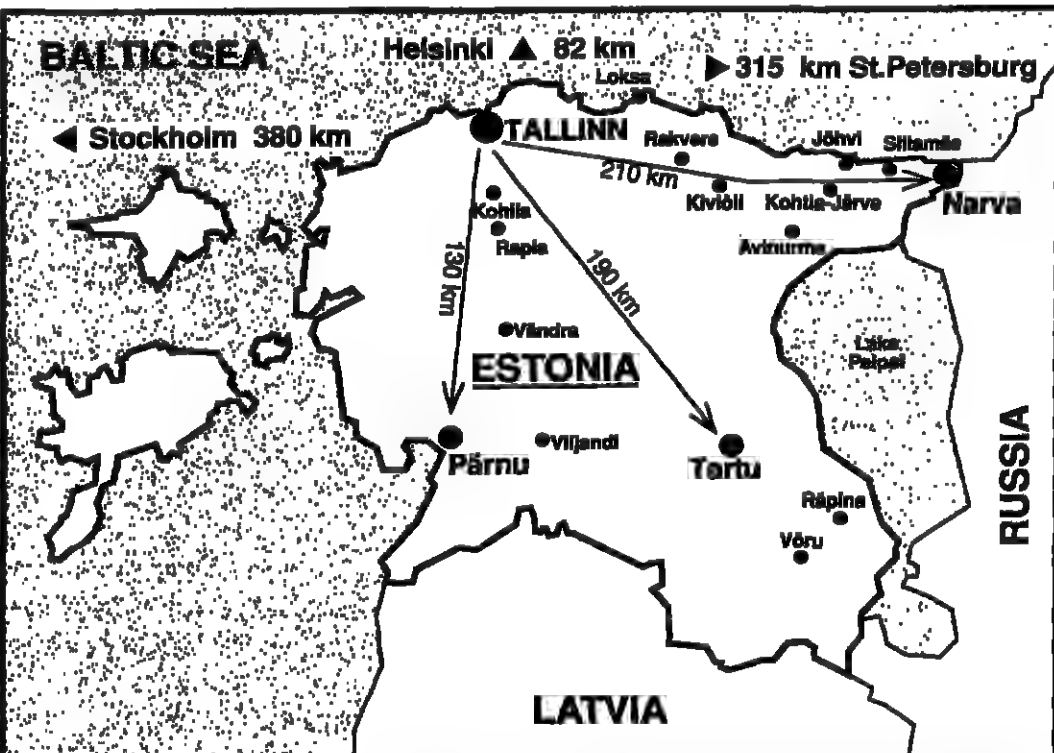 BALTIC SEA
Helsinki ▲ 82 km
Loksa
▶ 315 km St.Petersburg
◀ Stockholm 380 km
TALLINN
Rakvere
Jõhvi
Sillamäe
210 km
Kiviõli
Kohtla-Järve
Narva
Kohila
Rapla
Avinurme
130 km
190 km
Vändra
Lake
Peipsi
ESTONIA
Pärnu
Viljandi
Tartu
RUSSIA
Räpina
Võru
LATVIA